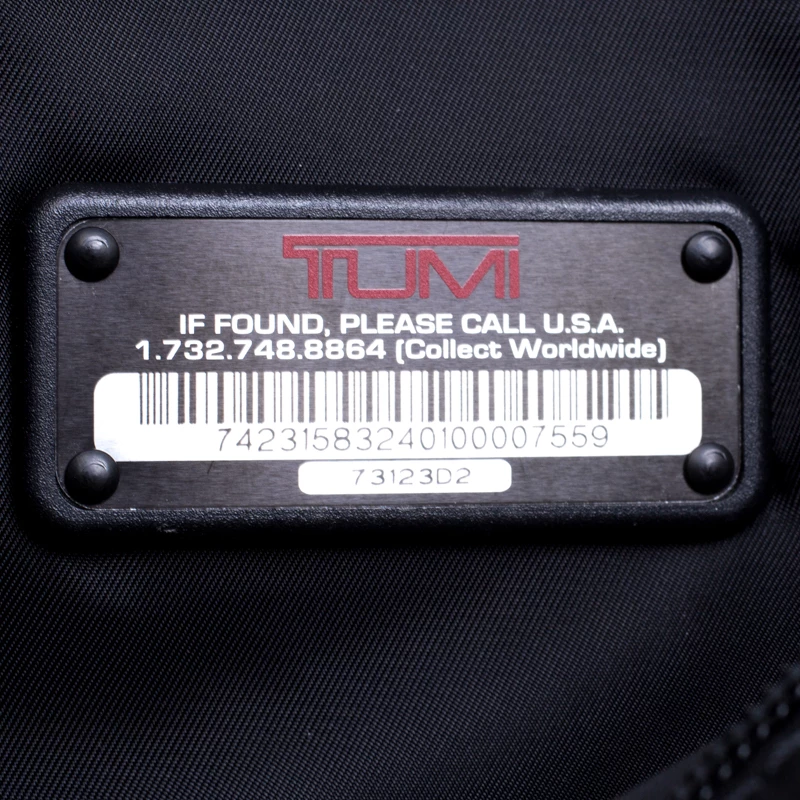 TUMI
IF FOUND, PLEASE CALL U.S.A.
1.732.748.8864 (Collect Worldwide)
74231583240100007559
73123D2